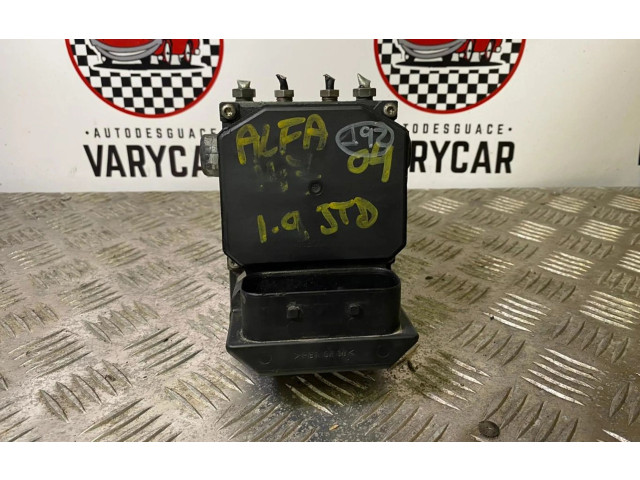 AUTODESGUACE
VARYCAR
AUTODESGUACE
VARYCAR
ALFA
192
04
1.9 JTD